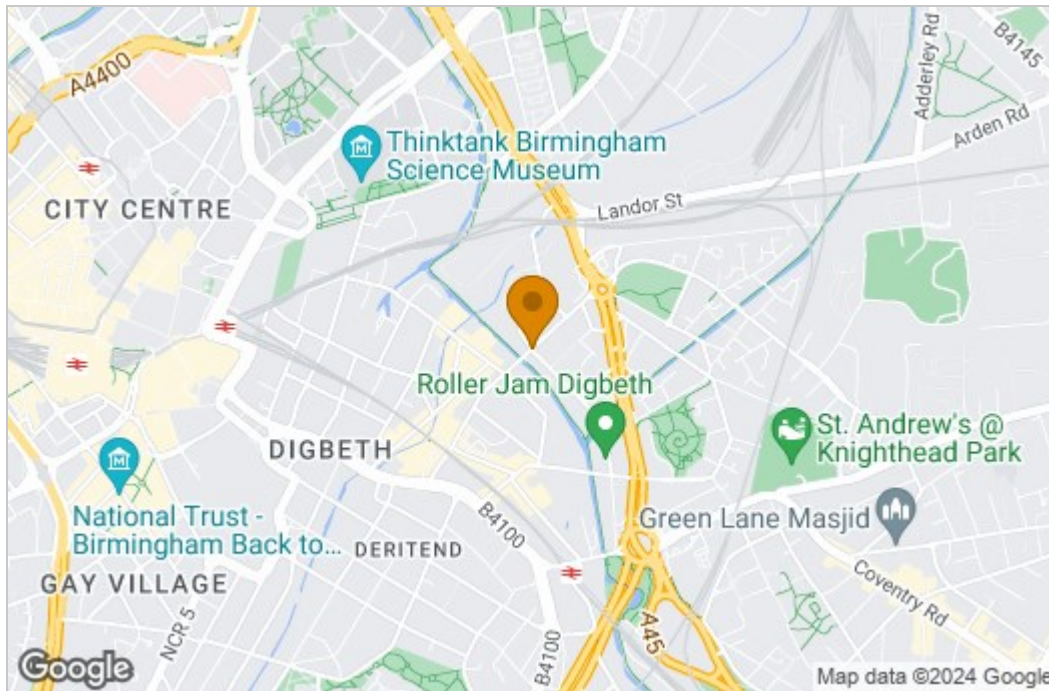 A4400
B4145
Adderley Rd
Arden Rd
Thinktank Birmingham
Science Museum
CITY CENTRE
Landor St
Roller Jam Digbeth
St. Andrew's @
Knighthead Park
DIGBETH
National Trust -
Birmingham Back to...
B4100
DERITEND
Green Lane Masjid
GAY VILLAGE
NCR 5
B4100
A45
Coventry Rd
Google
Map data ©2024 Google